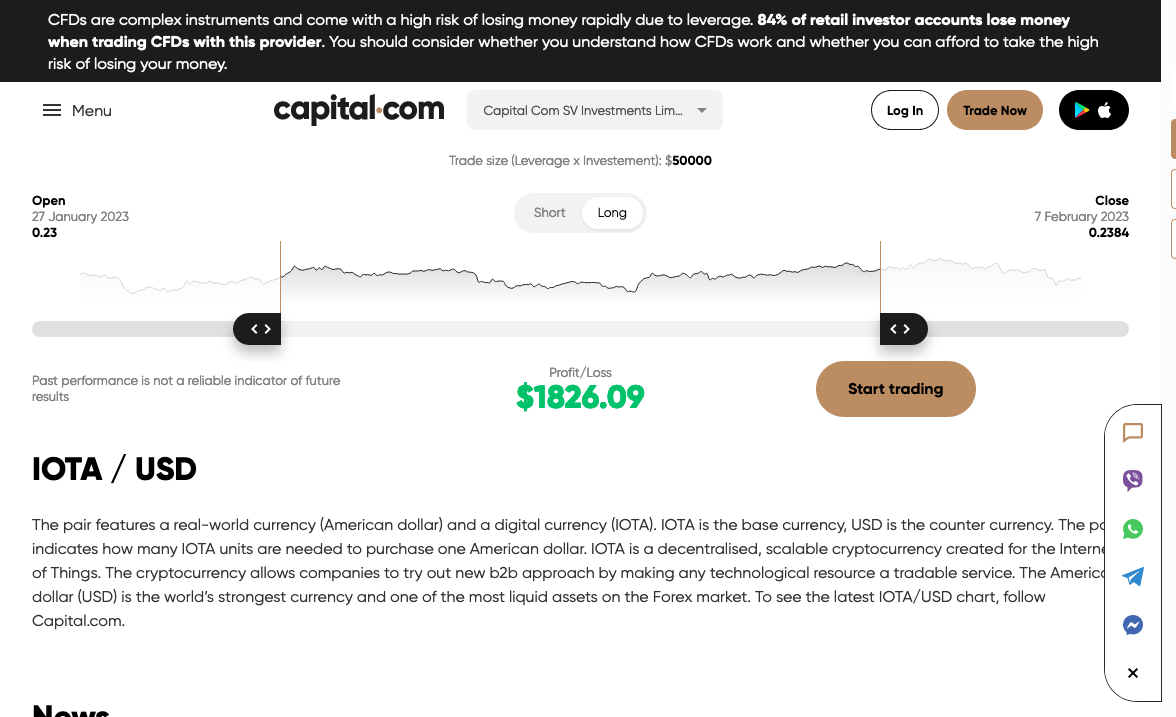 CFDs are complex instruments and come with a high risk of losing money rapidly due to leverage. 84% of retail investor accounts lose money
when trading CFDs with this provider. You should consider whether you understand how CFDs work and whether you can afford to take the high
risk of losing your money.
Menu
capital.com
Capital Com SV Investments Lim...
Log In
Trade Now
Trade size (Leverage x Investement): $50000
Open
27 January 2023
0.23
Short
Long
Close
7 February 2023
0.2384
Past performance is not a reliable indicator of future
results
Profit/Loss
$1826.09
Start trading
IOTA / USD
The pair features a real-world currency (American dollar) and a digital currency (IOTA). IOTA is the base currency, USD is the counter currency. The
indicates how many IOTA units are needed to purchase one American dollar. IOTA is a decentralised, scalable cryptocurrency created for the
of Things. The cryptocurrency allows companies to try out new b2b approach by making any technological resource a tradable service. The
dollar (USD) is the world's strongest currency and one of the most liquid assets on the Forex market. To see the latest IOTA/USD chart, follow
Capital.com.
News